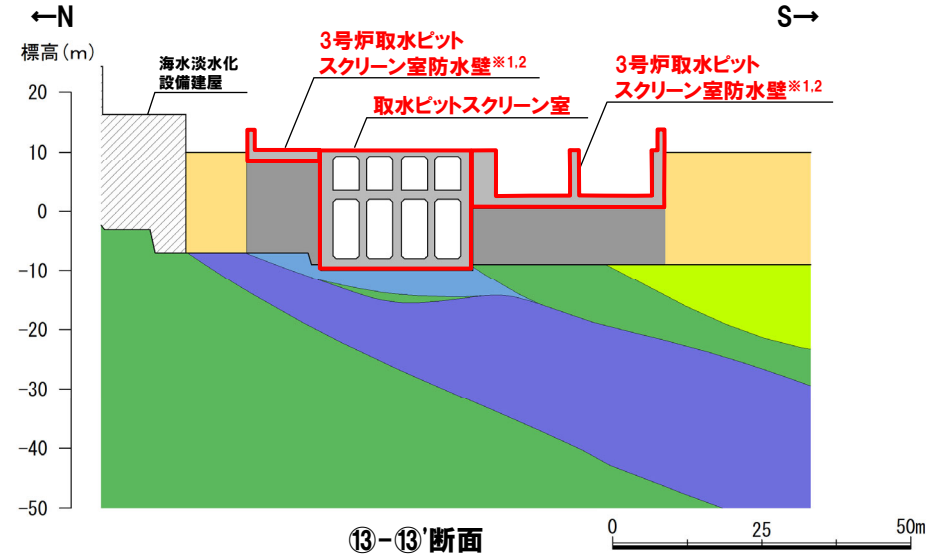 ←N
S→
標高(m)
海水淡水化
設備建屋
3号炉取水ピット
スクリーン室防水壁※1,2
取水ピットスクリーン室
3号炉取水ピット
スクリーン室防水壁※1,2
20
10
0
-10
-20
-30
-40
-50
⑬-⑬'断面
0 25 50m